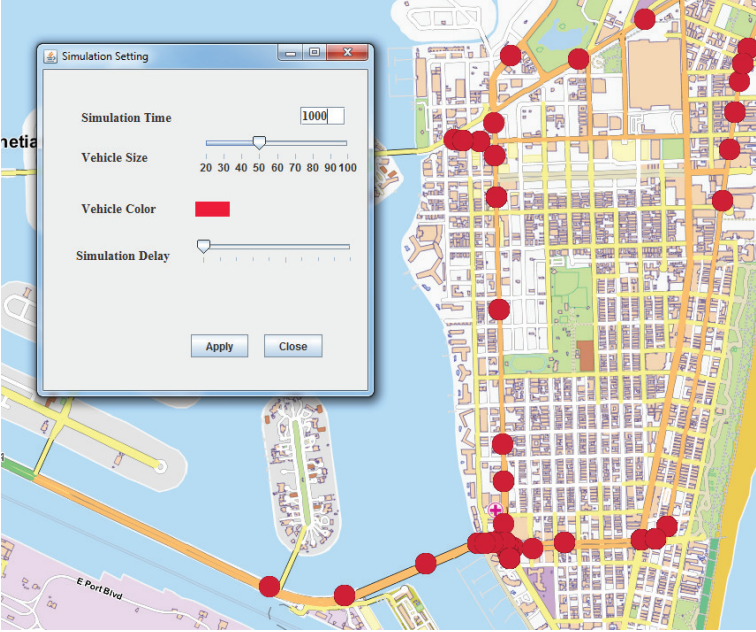 Simulation Setting
Simulation Time
1000
Vehicle Size
20 30 40 50 60 70 80 90 100
Vehicle Color
Simulation Delay
Apply
Close
netia
E Port Blvd
A